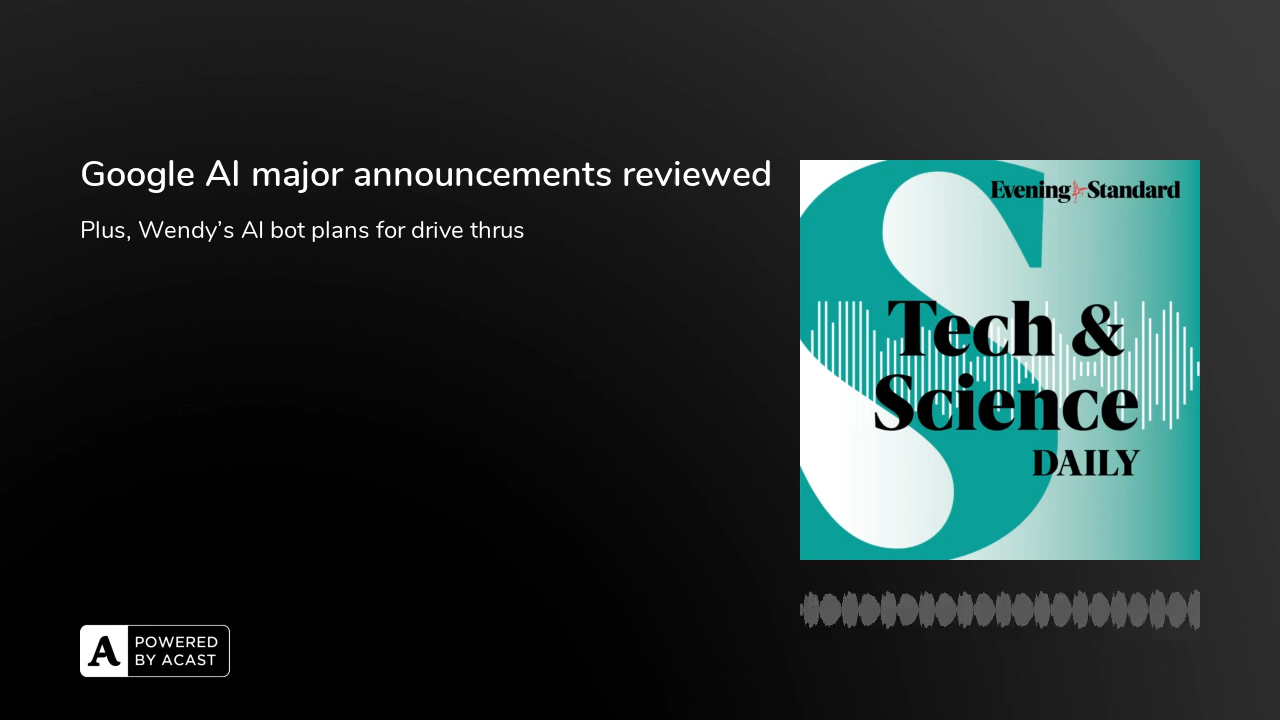 Google AI major announcements reviewed
Plus, Wendy’s AI bot plans for drive thrus
Evening Standard
Tech &
Science
DAILY
A POWERED
BY ACAST